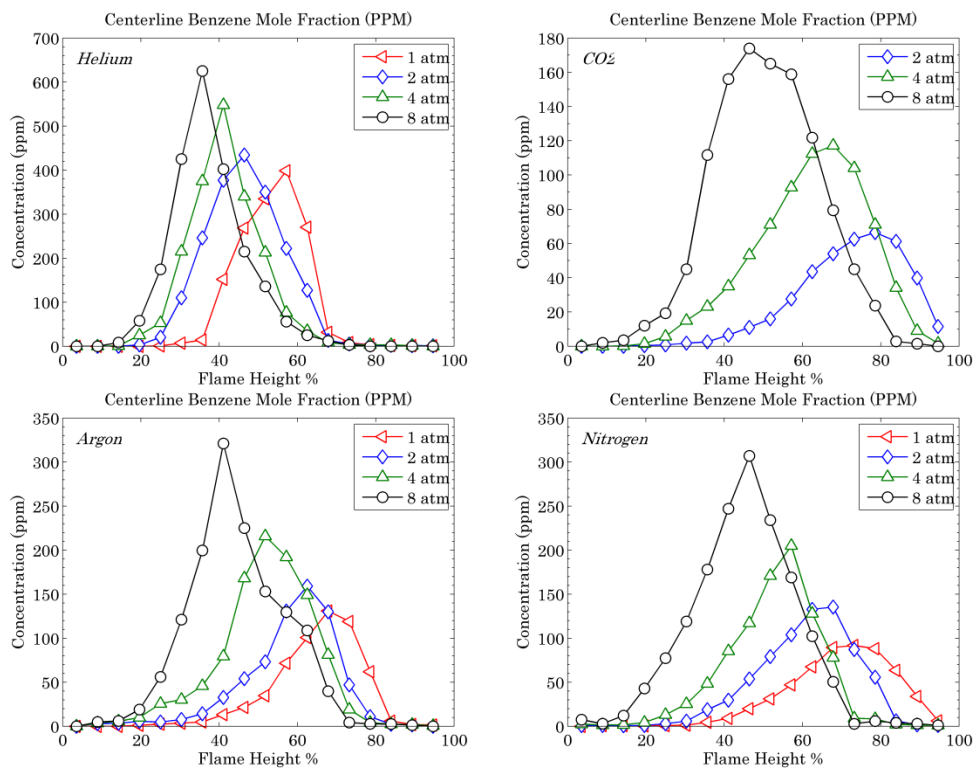 Centerline Benzene Mole Fraction (PPM)
700
600
500
400
300
200
100
0
Concentration (ppm)
Helium
1 atm
2 atm
4 atm
8 atm
0
20
40
60
80
100
Flame Height %
Centerline Benzene Mole Fraction (PPM)
180
160
140
120
100
80
60
40
20
0
Concentration (ppm)
CO2
2 atm
4 atm
8 atm
0
20
40
60
80
100
Flame Height %
Centerline Benzene Mole Fraction (PPM)
350
300
250
200
150
100
50
0
Concentration (ppm)
Argon
1 atm
2 atm
4 atm
8 atm
0
20
40
60
80
100
Flame Height %
Centerline Benzene Mole Fraction (PPM)
350
300
250
200
150
100
50
0
Concentration (ppm)
Nitrogen
1 atm
2 atm
4 atm
8 atm
0
20
40
60
80
100
Flame Height %